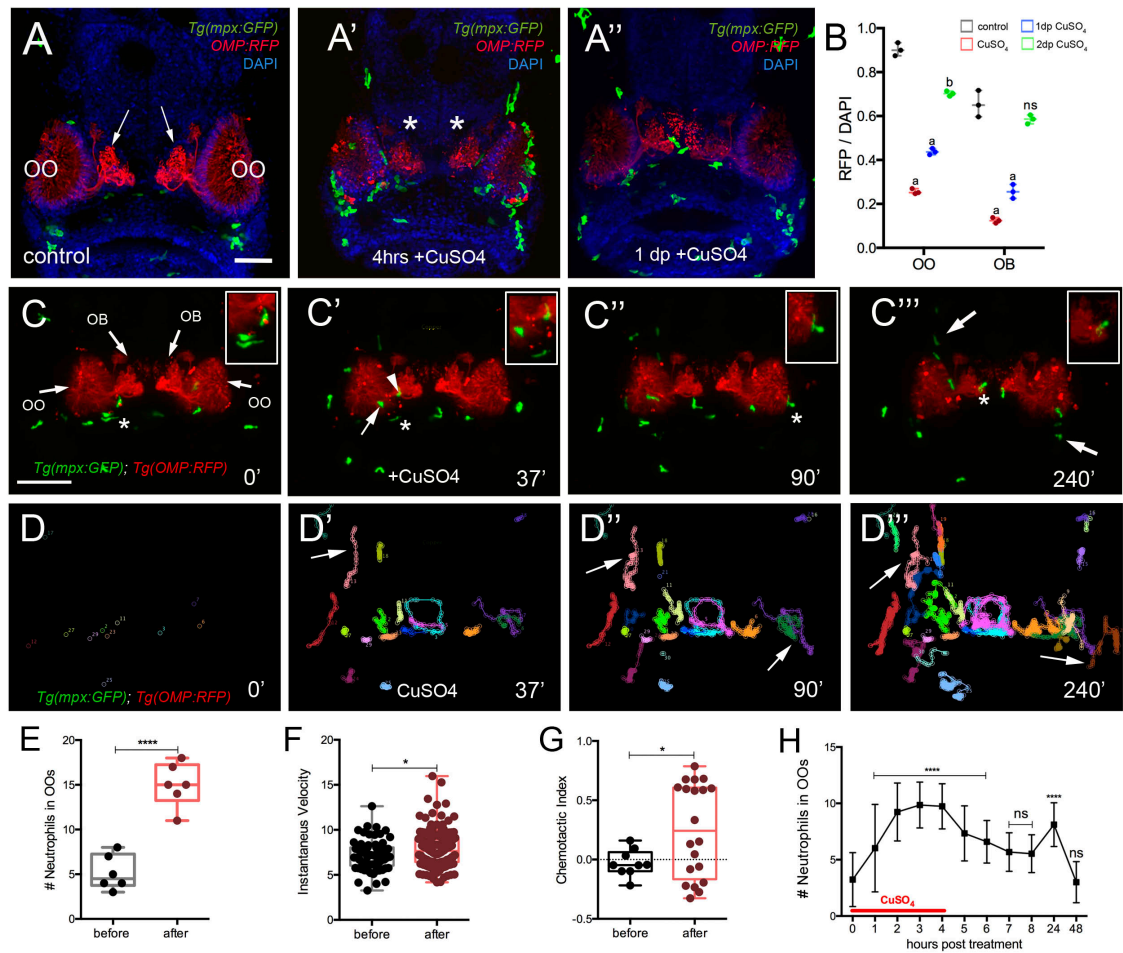 A
Tg(mpx:GFP)
OMP:RFP
DAPI
OO
OO
control
A'
Tg(mpx:GFP)
OMP:RFP
DAPI
*
*
4hrs +CuSO4
A''
Tg(mpx:GFP)
OMP:RFP
DAPI
1 dp +CuSO4
B
control
CuSO4
1dp CuSO4
2dp CuSO4
RFP / DAPI
1.0
0.8
0.6
0.4
0.2
0.0
a
a
b
a
a
ns
OO
OB
C
OB
OB
OO
OO
*
Tg(mpx:GFP); Tg(OMP:RFP)
0'
C'
*
+CuSO4
37'
C''
*
90'
C'''
*
240'
D
Tg(mpx:GFP); Tg(OMP:RFP)
0'
D'
CuSO4
37'
D''
90'
D'''
240'
E
# Neutrophils in OOs
20
15
10
5
0
****
before
after
F
Instantaneus Velocity
20
15
10
5
0
*
before
after
G
Chemotactic Index
1.0
0.5
0.0
-0.5
*
before
after
H
# Neutrophils in OOs
15
10
5
0
****
ns
****
ns
CuSO4
0 1 2 3 4 5 6 7 8 24 48
hours post treatment